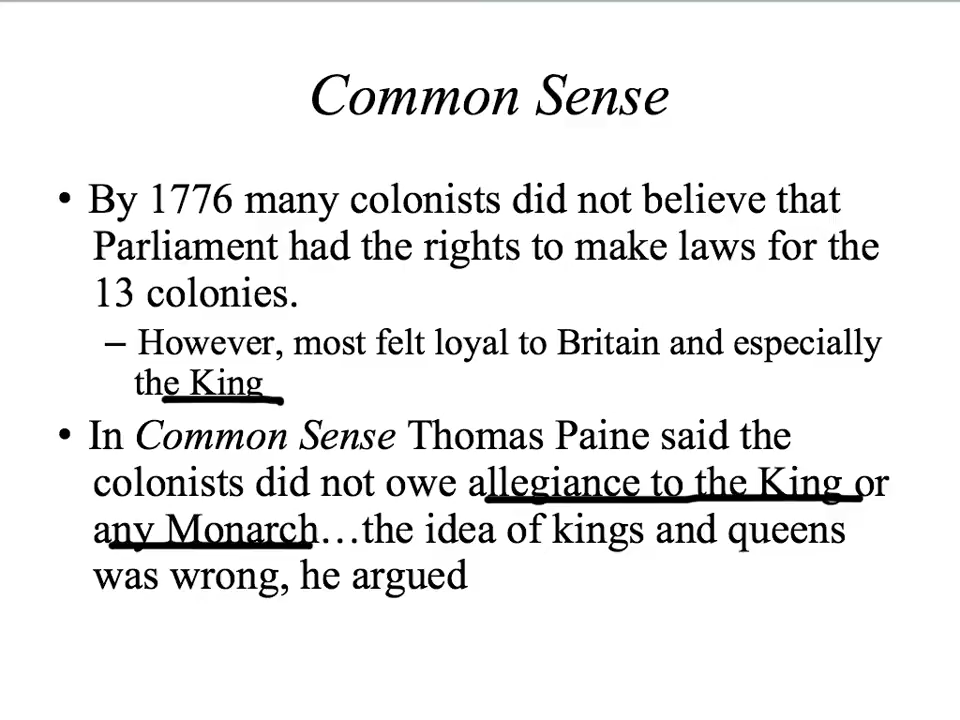 Common Sense
• By 1776 many colonists did not believe that
Parliament had the rights to make laws for the
13 colonies.
– However, most felt loyal to Britain and especially
the King
• In Common Sense Thomas Paine said the
colonists did not owe allegiance to the King or
any Monarch…the idea of kings and queens
was wrong, he argued